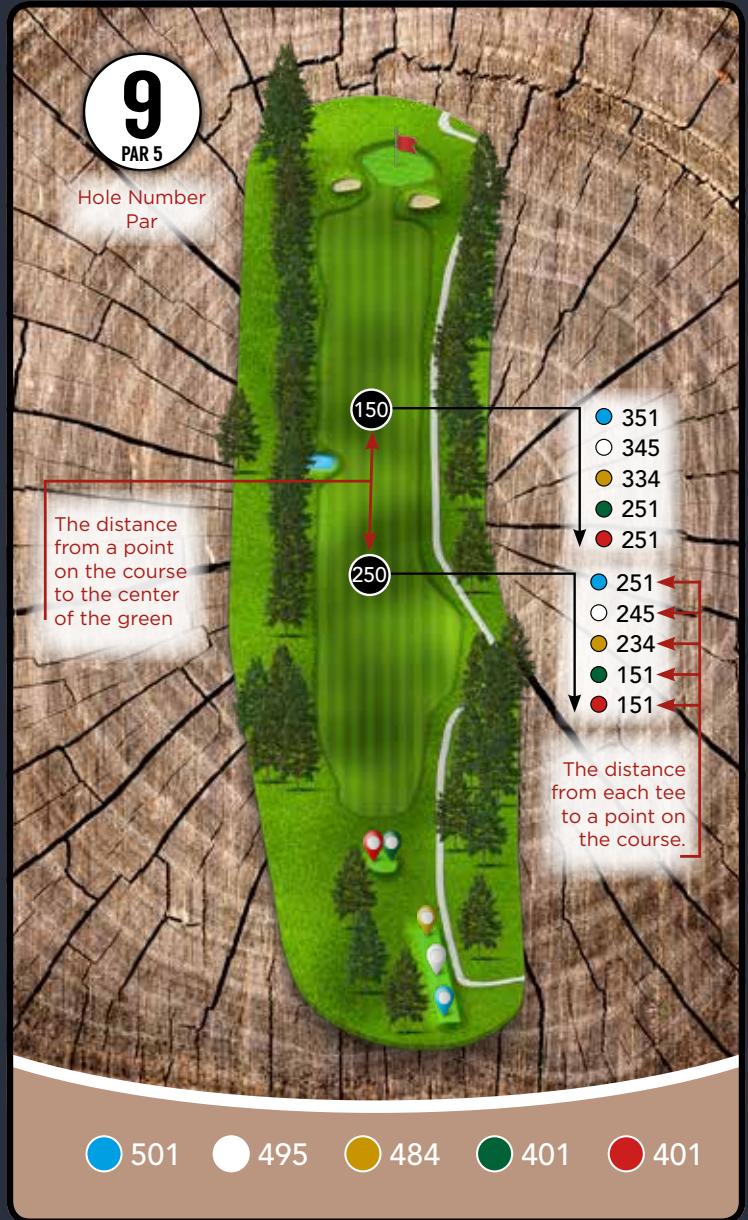 9
PAR 5
Hole Number
Par
150
351
345
334
251
251
The distance
from a point
on the course
to the center
of the green
250
251
245
234
151
151
The distance
from each tee
to a point on
the course.
501 495 484 401 401